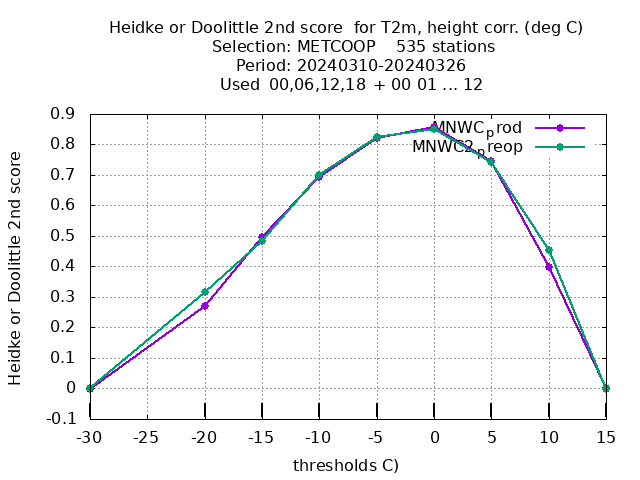 Heidke or Doolittle 2nd score  for T2m, height corr. (deg C)
Selection: METCOOP    535 stations
Period: 20240310-20240326
Used  00,06,12,18  + 00 01 ... 12
0.9
0.8
0.7
0.6
0.5
0.4
0.3
0.2
0.1
0
-0.1
Heidke or Doolittle 2nd score
MNWCprod
MNWC2preop
-30 -25 -20 -15 -10 -5 0 5 10 15
thresholds C)